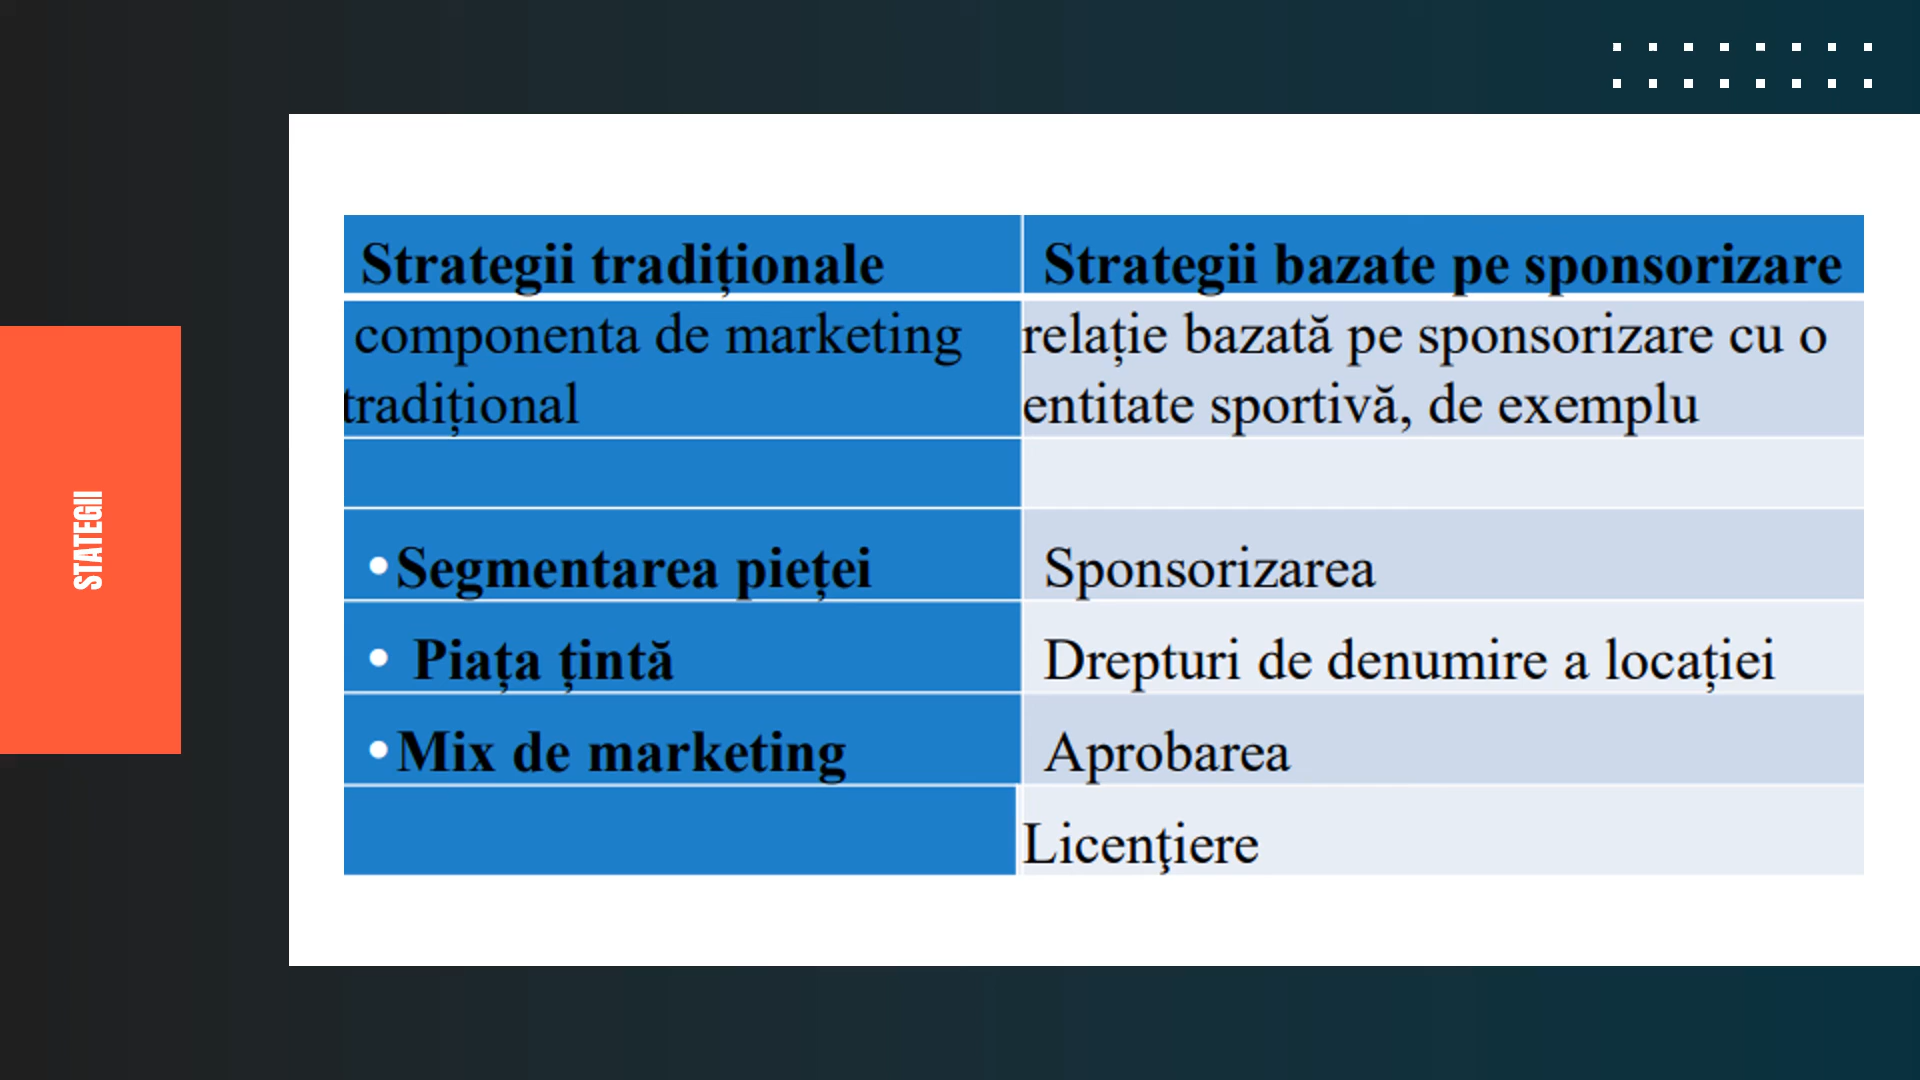 STATEGII
Strategii tradiționale
Strategii bazate pe sponsorizare
componenta de marketing
tradițional
relație bazată pe sponsorizare cu o
entitate sportivă, de exemplu
•Segmentarea pieței
Sponsorizarea
• Piața țintă
Drepturi de denumire a locației
•Mix de marketing
Aprobarea
Licenţiere